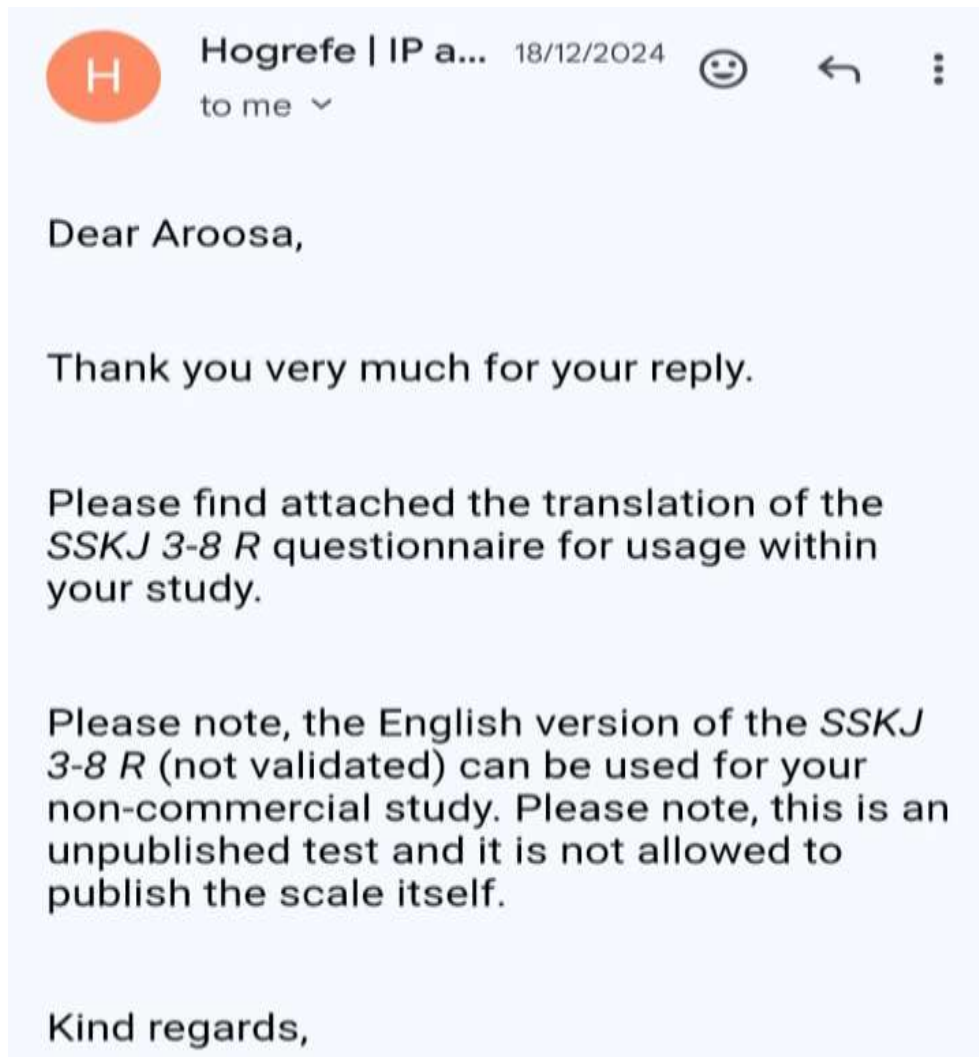 H
Hogrefe | IP a... 18/12/2024
to me
Dear Aroosa,
Thank you very much for your reply.
Please find attached the translation of the
SSKJ 3-8 R questionnaire for usage within
your study.
Please note, the English version of the SSKJ
3-8 R (not validated) can be used for your
non-commercial study. Please note, this is an
unpublished test and it is not allowed to
publish the scale itself.
Kind regards,